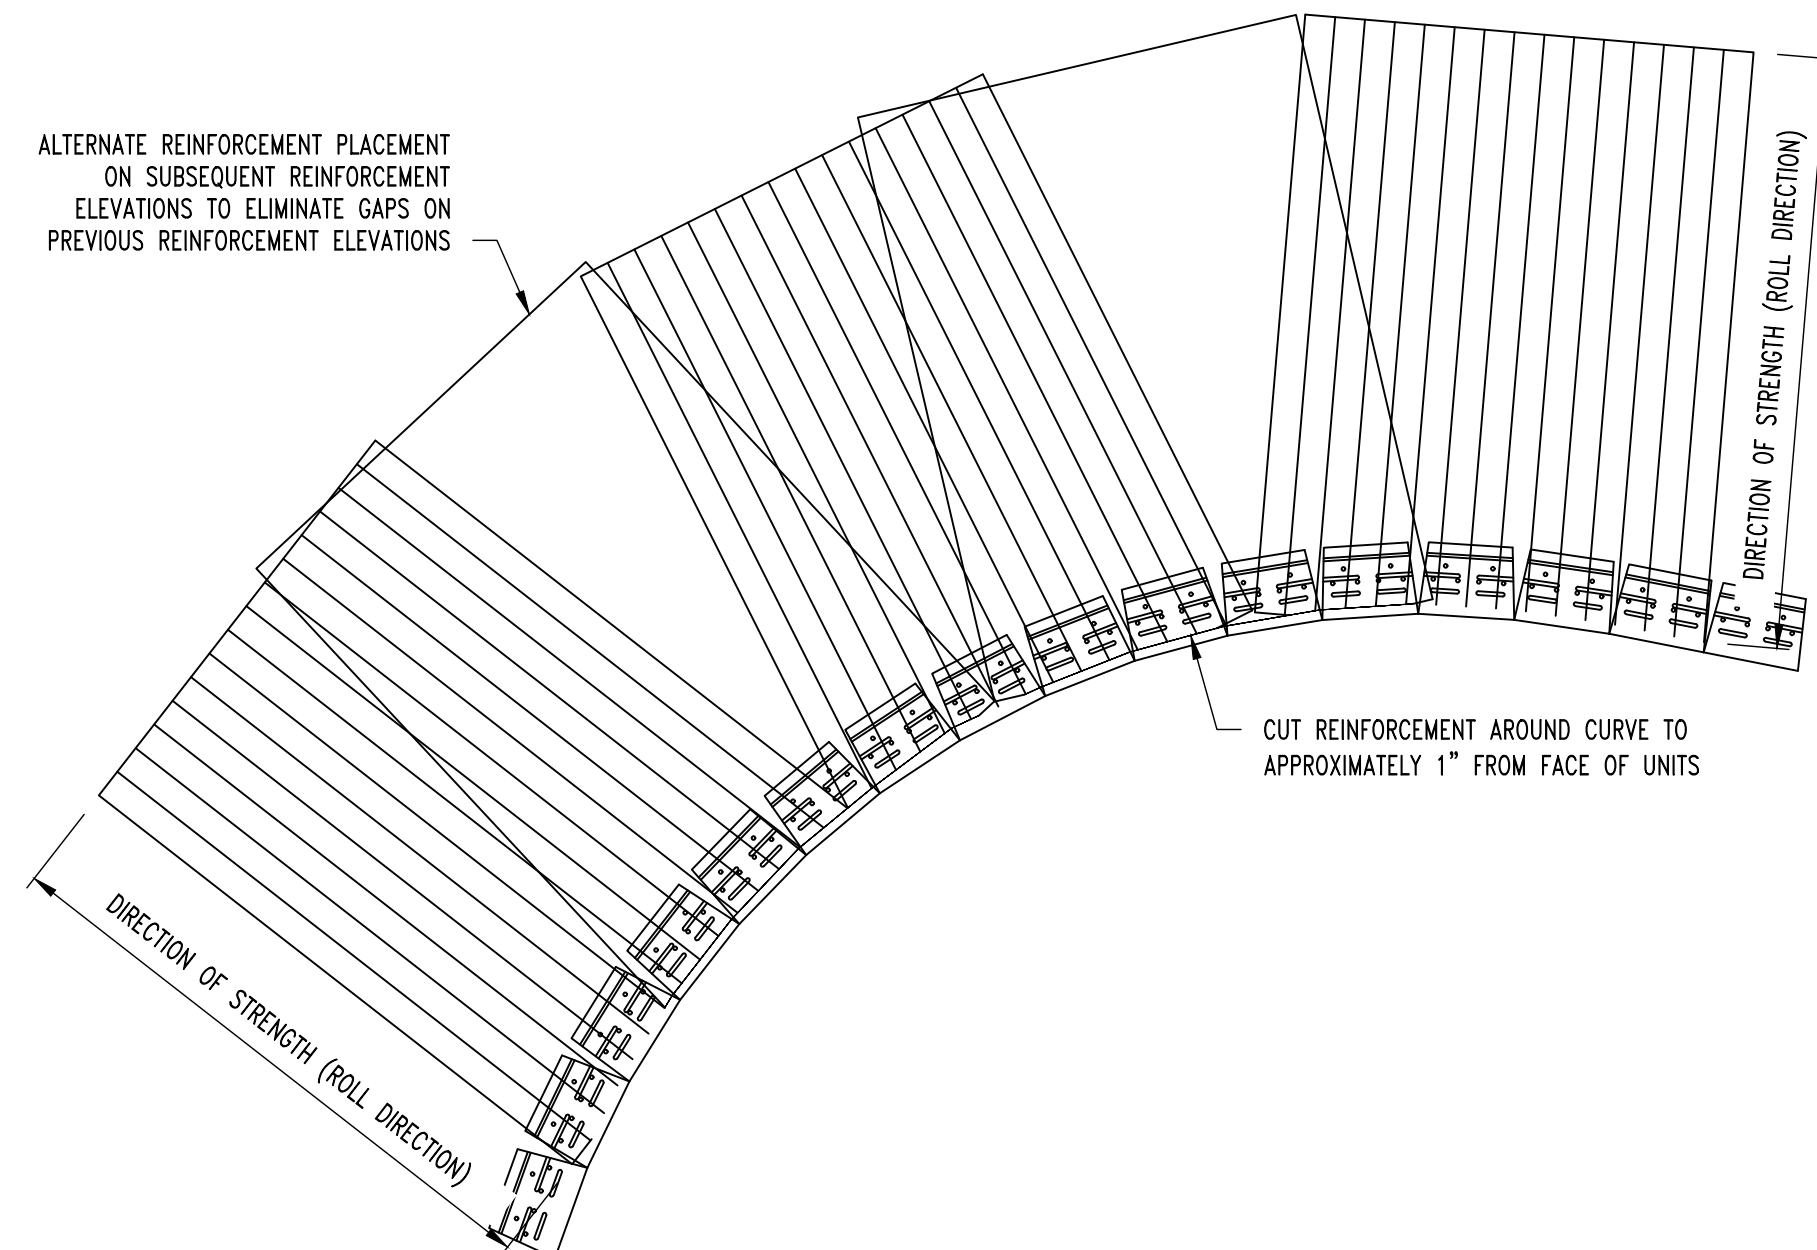 ALTERNATE REINFORCEMENT PLACEMENT
ON SUBSEQUENT REINFORCEMENT
ELEVATIONS TO ELIMINATE GAPS ON
PREVIOUS REINFORCEMENT ELEVATIONS
DIRECTION OF STRENGTH (ROLL DIRECTION)
CUT REINFORCEMENT AROUND CURVE TO
APPROXIMATELY 1” FROM FACE OF UNITS
DIRECTION OF STRENGTH (ROLL DIRECTION)